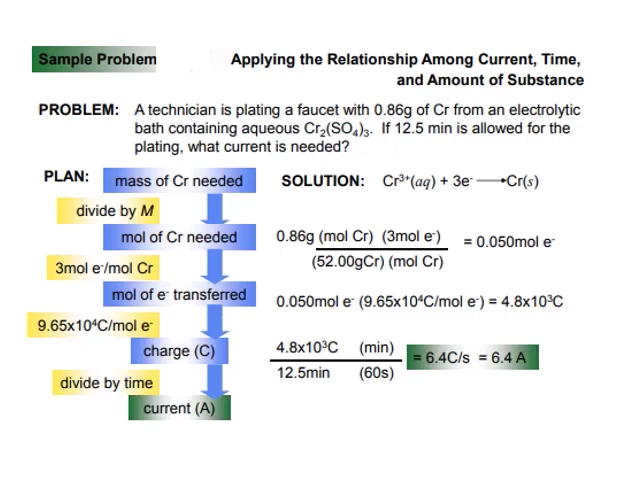 Sample Problem
Applying the Relationship Among Current, Time,
and Amount of Substance
PROBLEM: A technician is plating a faucet with 0.86g of Cr from an electrolytic
bath containing aqueous Cr₂(SO₄)₃. If 12.5 min is allowed for the
plating, what current is needed?
PLAN:
mass of Cr needed
divide by M
mol of Cr needed
3mol e⁻/mol Cr
mol of e⁻ transferred
9.65x10⁴C/mol e⁻
charge (C)
divide by time
current (A)
SOLUTION: Cr³⁺(aq) + 3e⁻ ⟶Cr(s)
0.86g (mol Cr) (3mol e⁻)
(52.00gCr) (mol Cr)
= 0.050mol e⁻
0.050mol e⁻ (9.65x10⁴C/mol e⁻) = 4.8x10³C
4.8x10³C (min)
12.5min (60s)
= 6.4C/s = 6.4 A